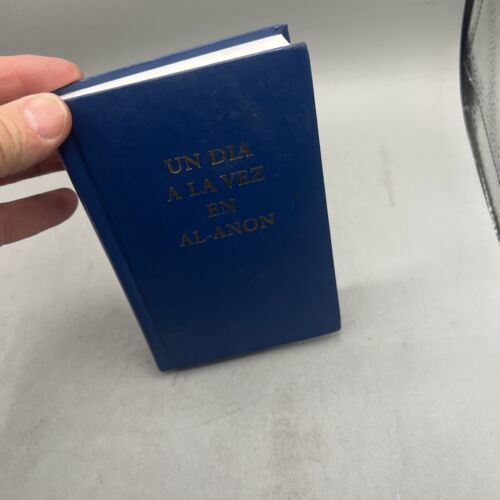 UN DIA
A LA VEZ
EN
AL-ANON